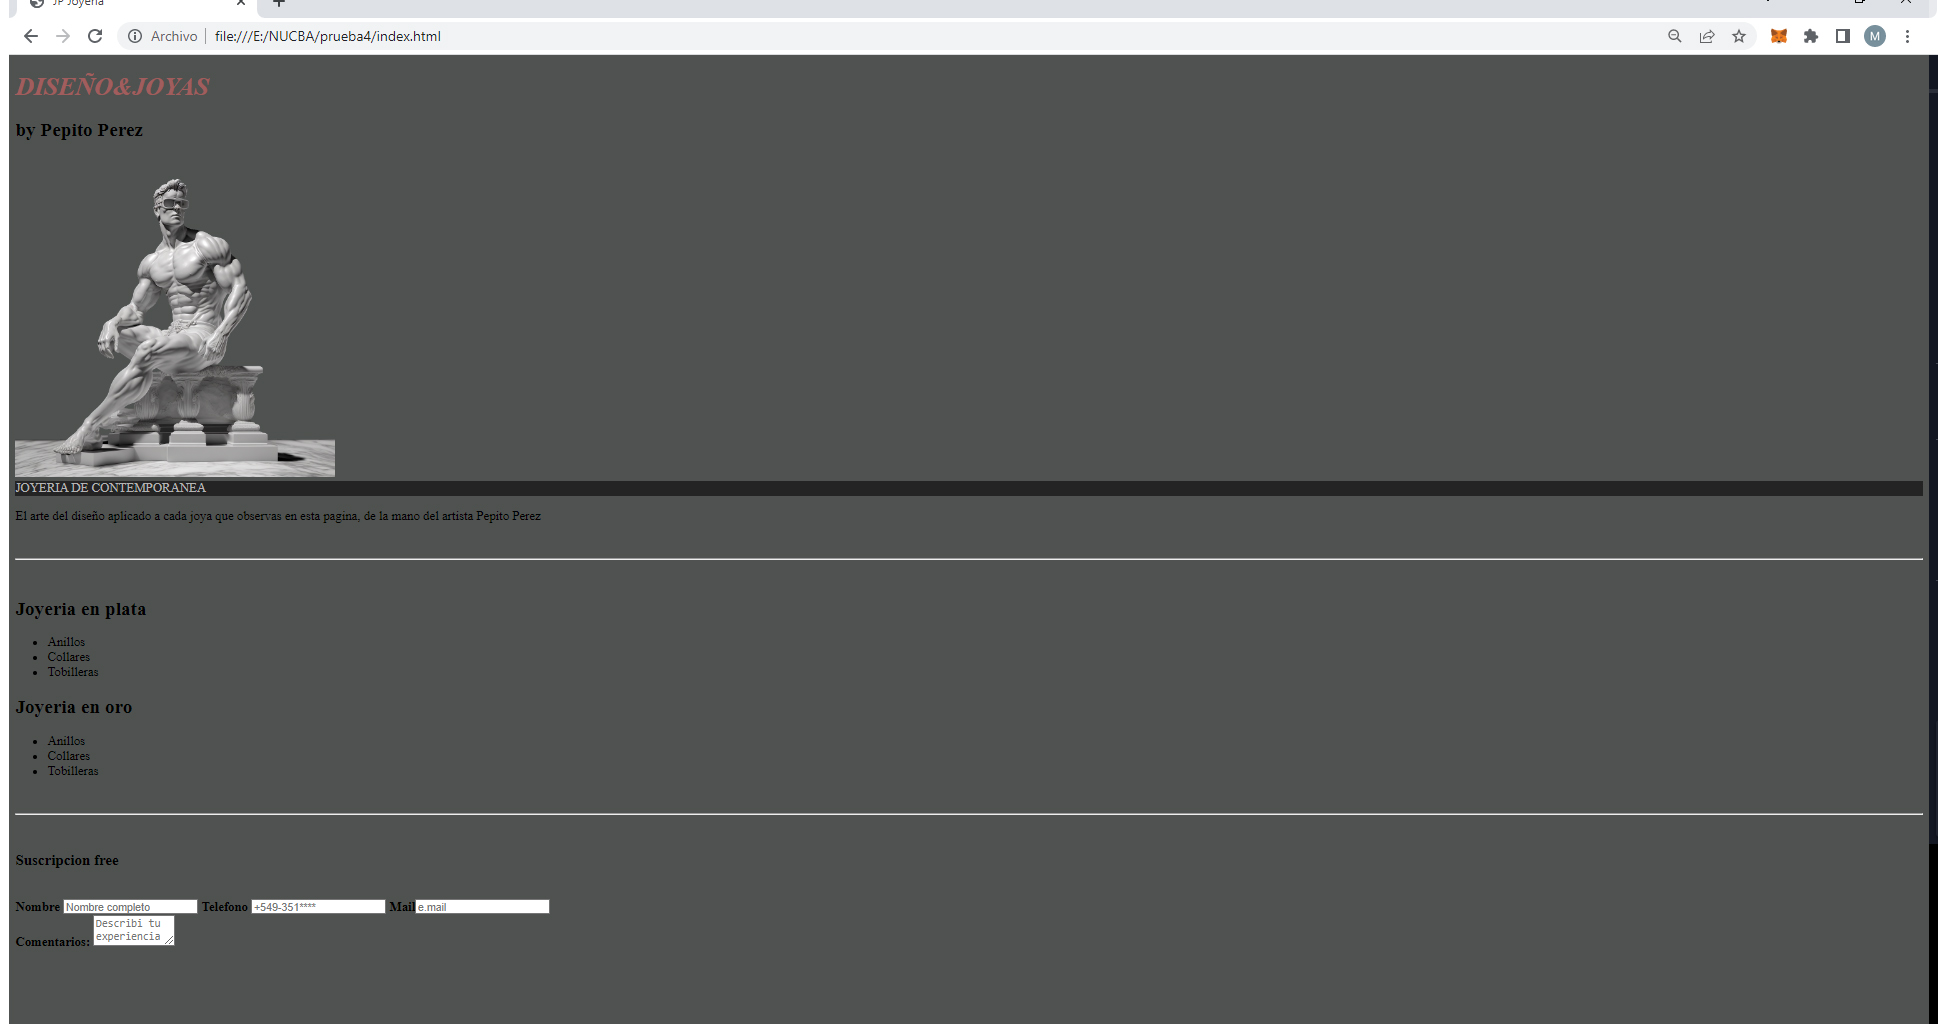 JP Joyeria
Archivo file:///E:/NUCBA/prueba4/index.html M
DISEÑO&JOYAS
by Pepito Perez
JOYERIA DE CONTEMPORANEA
El arte del diseño aplicado a cada joya que observas en esta pagina, de la mano del artista Pepito Perez
Joyeria en plata
Anillos
Collares
Tobilleras
Joyeria en oro
Anillos
Collares
Tobilleras
Suscripcion free
Nombre Nombre completo Telefono +549-351**** Mail e.mail
Describi tu
Comentarios: experiencia